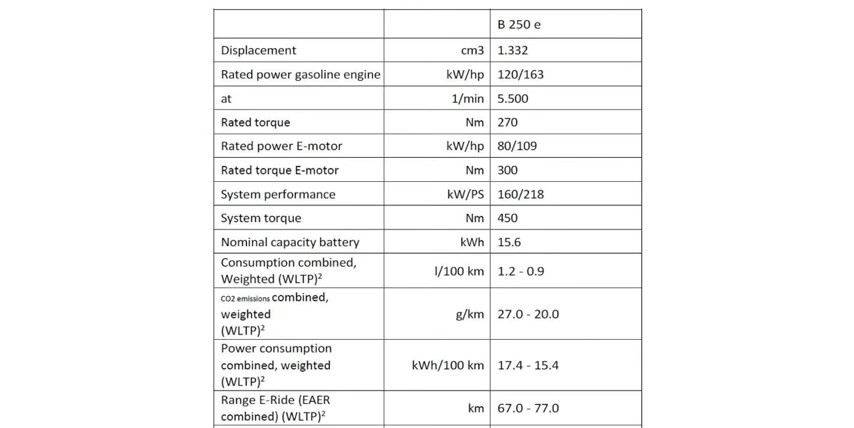 B 250 e
Displacement cm3 1.332
Rated power gasoline engine kW/hp 120/163
at 1/min 5.500
Rated torque Nm 270
Rated power E-motor kW/hp 80/109
Rated torque E-motor Nm 300
System performance kW/PS 160/218
System torque Nm 450
Nominal capacity battery kWh 15.6
Consumption combined,
Weighted (WLTP)² l/100 km 1.2 - 0.9
CO2 emissions combined,
weighted g/km 27.0 - 20.0
(WLTP)²
Power consumption
combined, weighted kWh/100 km 17.4 - 15.4
(WLTP)²
Range E-Ride (EAER
combined) (WLTP)² km 67.0 - 77.0